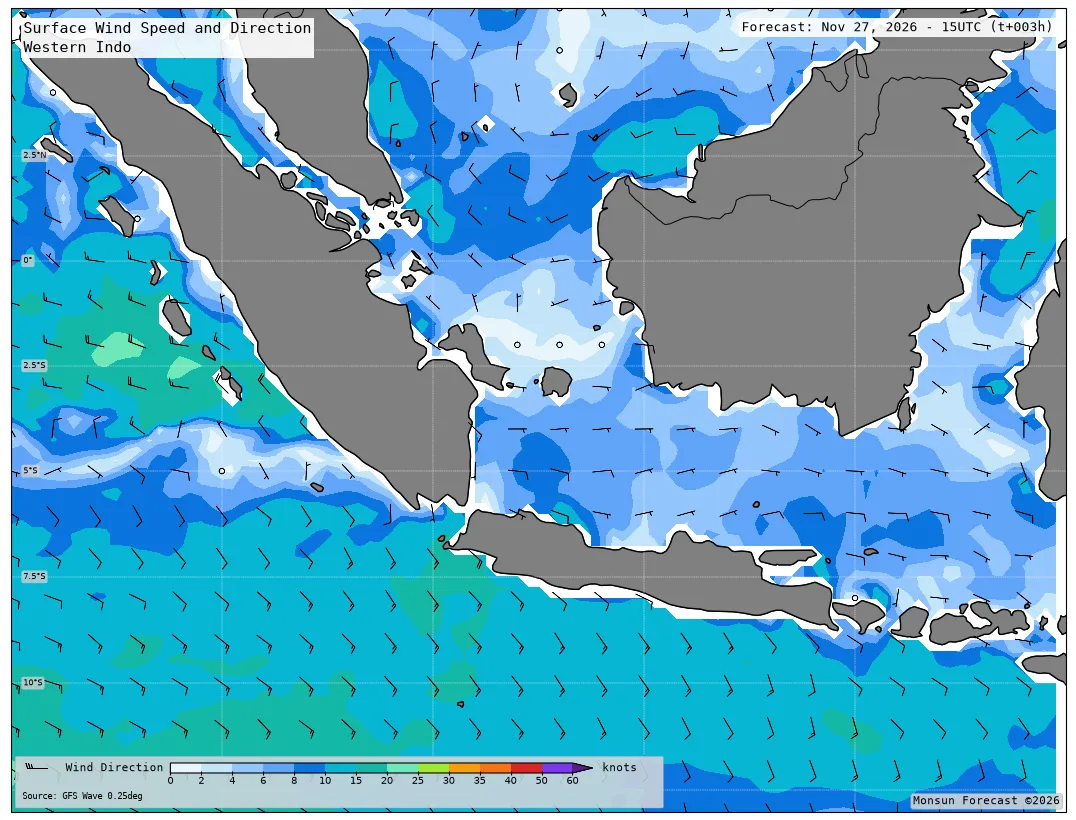 Surface Wind Speed and Direction
Western Indo
Forecast: Nov 27, 2026 - 15UTC (t+003h)
2.5°N
0°
2.5°S
5°S
7.5°S
10°S
Wind Direction
0 2 4 6 8 10 15 20 25 30 35 40 50 60
knots
Source: GFS Wave 0.25deg
Monsun Forecast ©2026